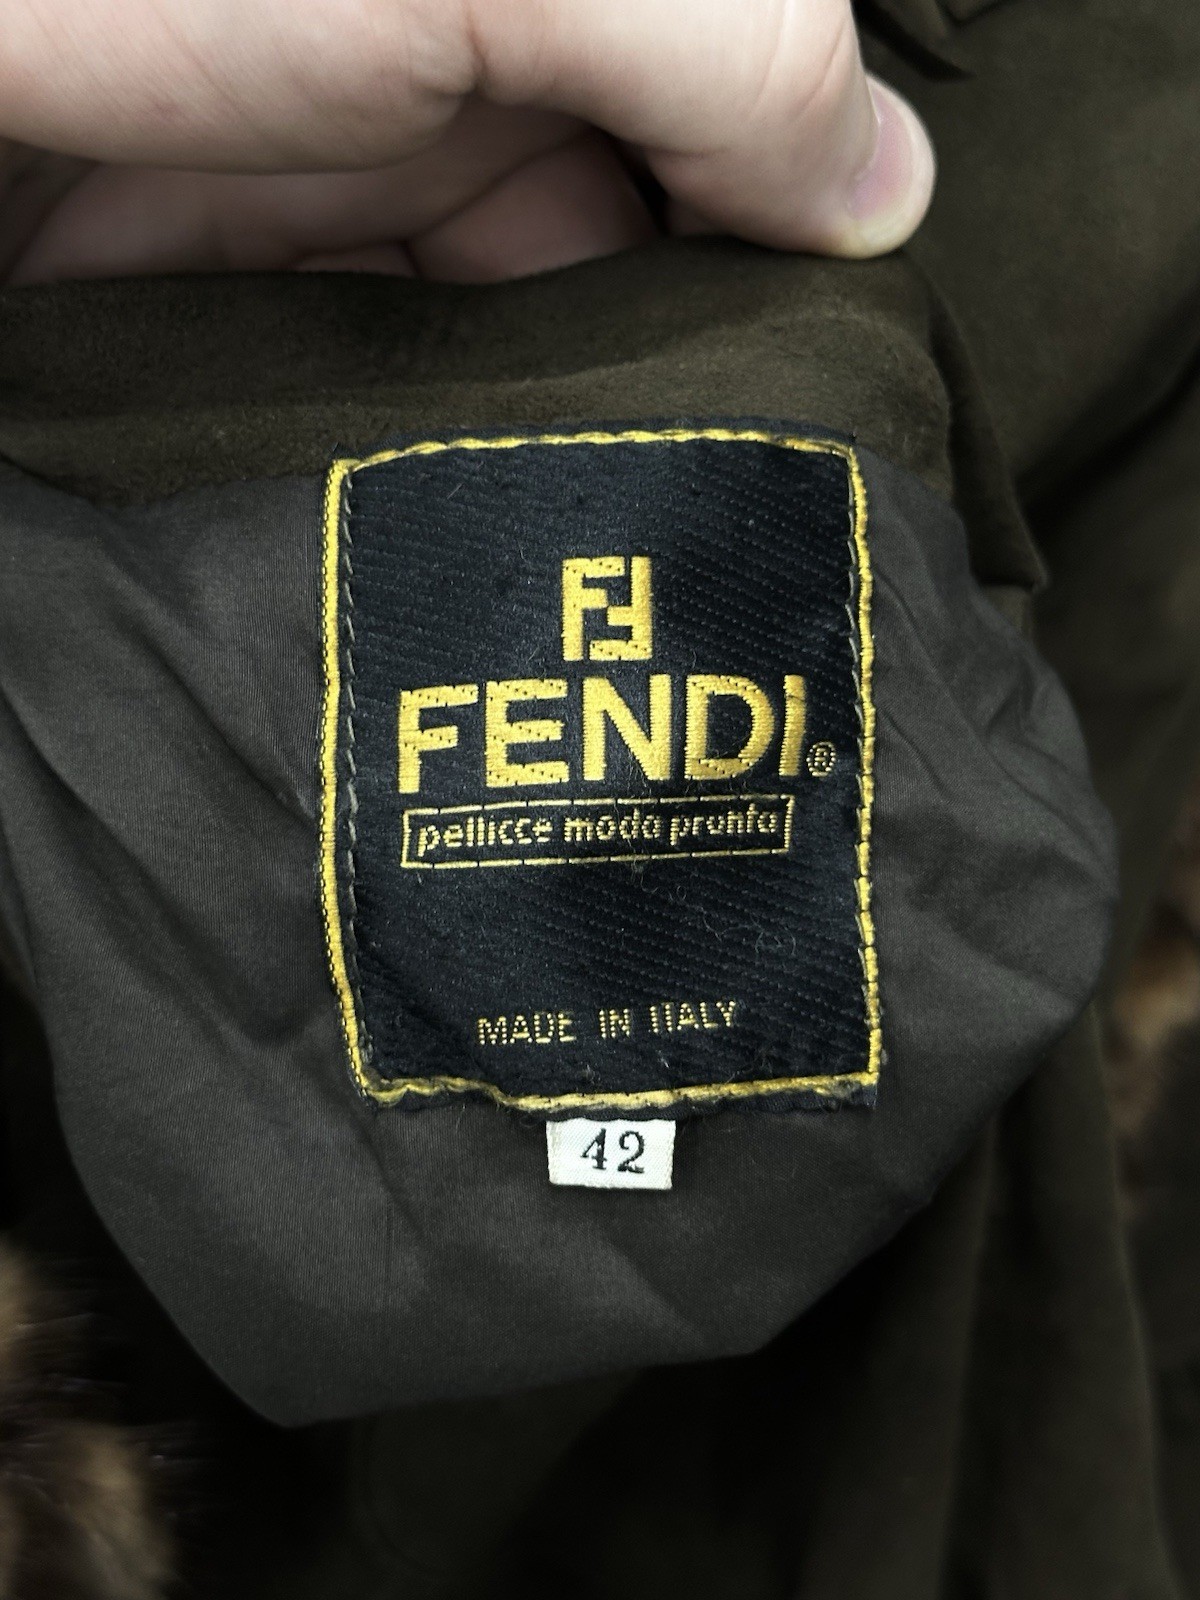 FF
FENDI®
pellicce moda pronta
MADE IN ITALY
42